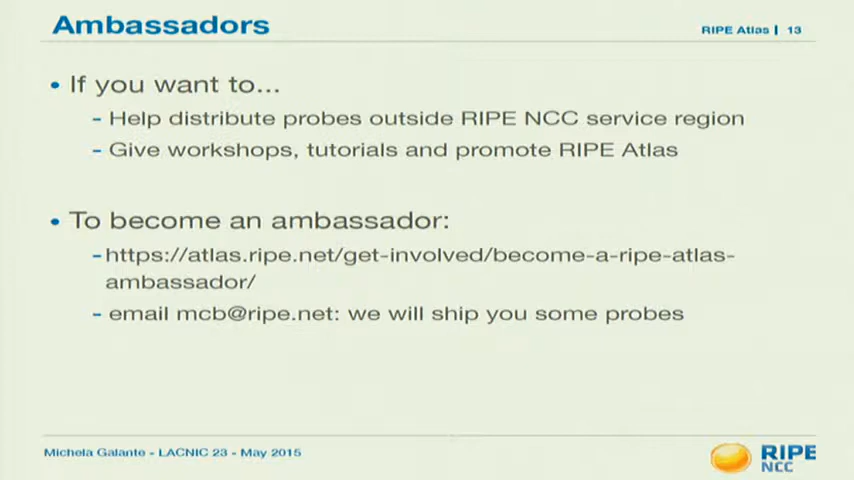 Ambassadors
RIPE Atlas | 13
• If you want to...
- Help distribute probes outside RIPE NCC service region
- Give workshops, tutorials and promote RIPE Atlas
• To become an ambassador:
- https://atlas.ripe.net/get-involved/become-a-ripe-atlas-
ambassador/
- email mcb@ripe.net: we will ship you some probes
Michela Galante - LACNIC 23 - May 2015
RIPE
NCC